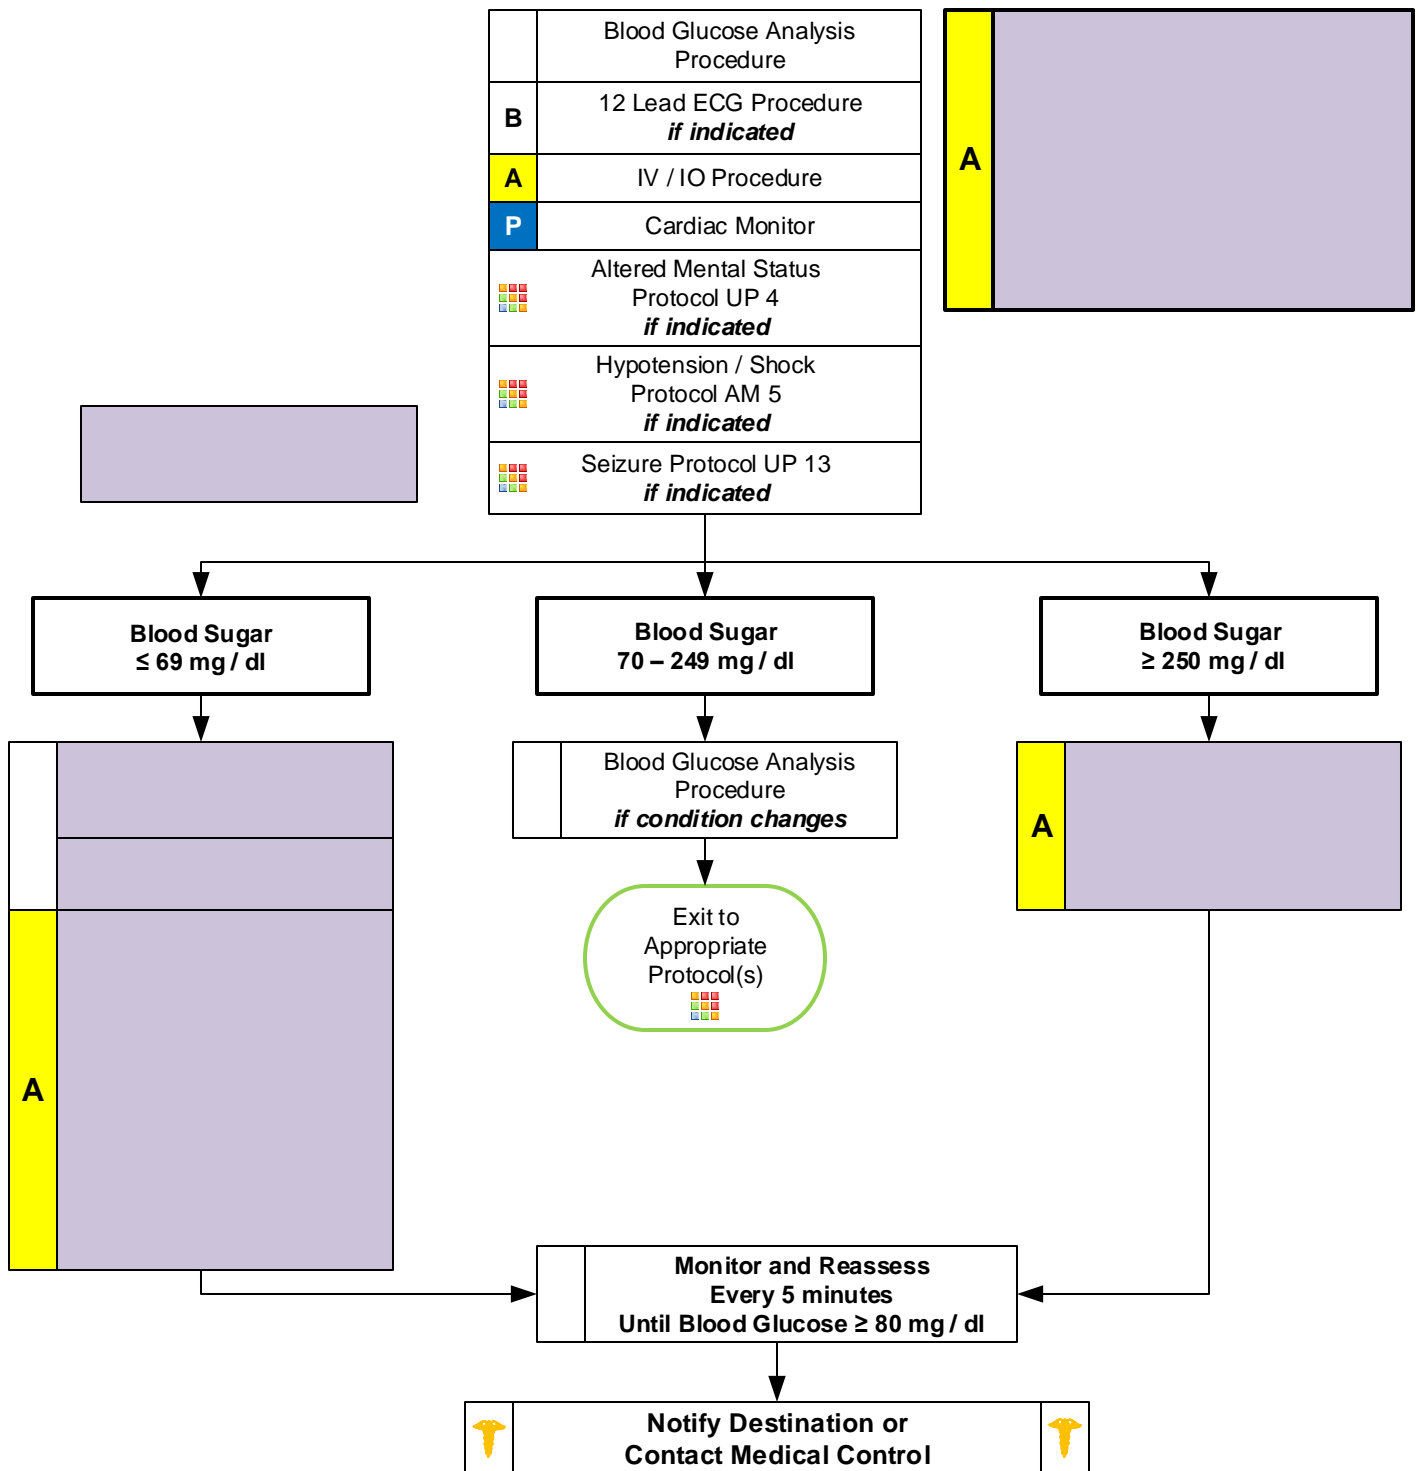 Blood Glucose Analysis
Procedure
B
12 Lead ECG Procedure
if indicated
A
IV / IO Procedure
P
Cardiac Monitor
Altered Mental Status
Protocol UP 4
if indicated
Hypotension / Shock
Protocol AM 5
if indicated
Seizure Protocol UP 13
if indicated
A
Blood Sugar
≤ 69 mg / dl
Blood Sugar
70 – 249 mg / dl
Blood Sugar
≥ 250 mg / dl
A
Blood Glucose Analysis
Procedure
if condition changes
Exit to
Appropriate
Protocol(s)
A
Monitor and Reassess
Every 5 minutes
Until Blood Glucose ≥ 80 mg / dl
Notify Destination or
Contact Medical Control